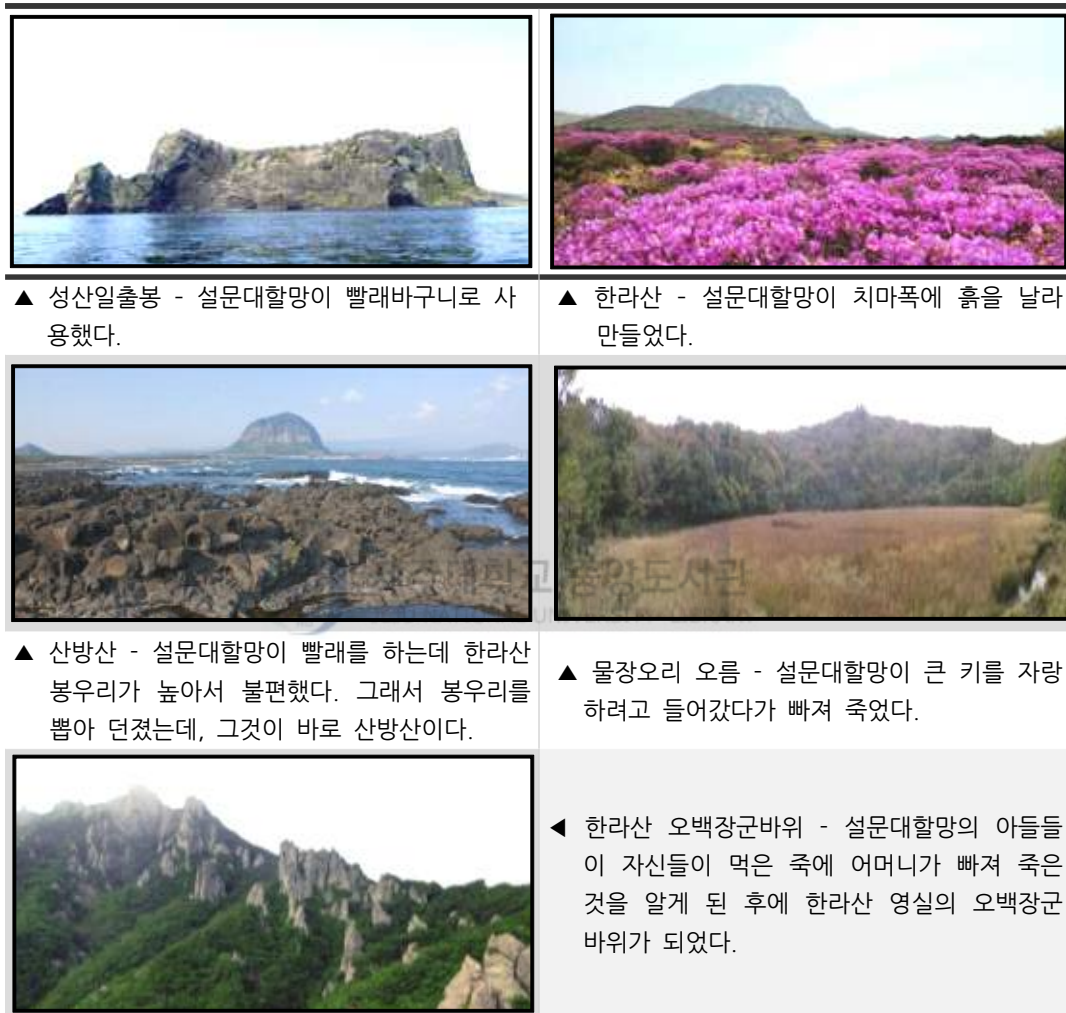 ▲ 성산일출봉 - 설문대할망이 빨래바구니로 사
용했다.
▲ 한라산 - 설문대할망이 치마폭에 흙을 날라
만들었다.
▲ 산방산 - 설문대할망이 빨래를 하는데 한라산
봉우리가 높아서 불편했다. 그래서 봉우리를
뽑아 던졌는데, 그것이 바로 산방산이다.
▲ 물장오리 오름 - 설문대할망이 큰 키를 자랑
하려고 들어갔다가 빠져 죽었다.
◀ 한라산 오백장군바위 - 설문대할망의 아들들
이 자신들이 먹은 죽에 어머니가 빠져 죽은
것을 알게 된 후에 한라산 영실의 오백장군
바위가 되었다.